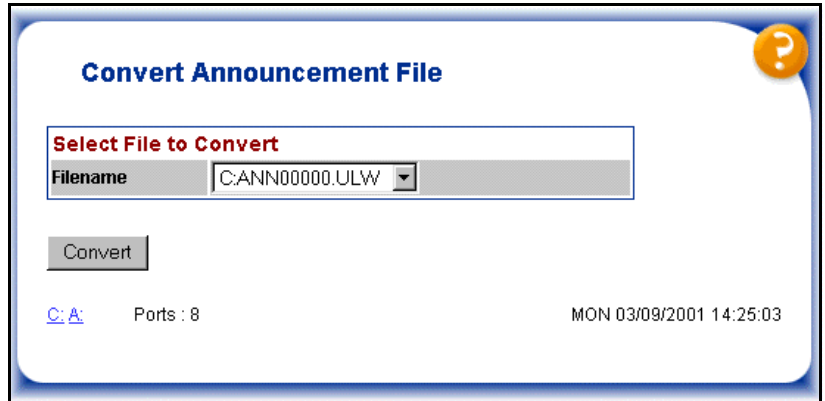 ?
Convert Announcement File
Select File to Convert
Filename C:ANN00000.ULW
Convert
C: A: Ports : 8 MON 03/09/2001 14:25:03